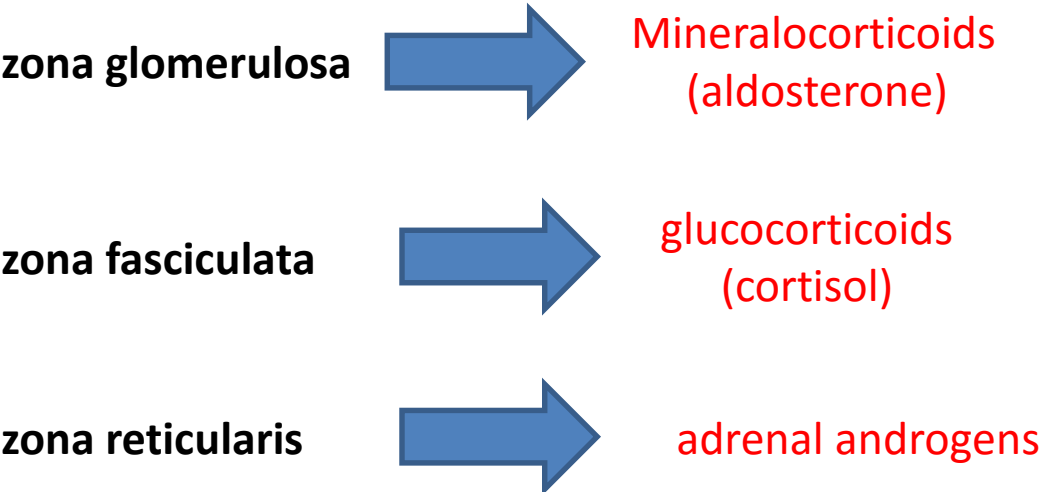 zona glomerulosa
Mineralocorticoids
(aldosterone)
zona fasciculata
glucocorticoids
(cortisol)
zona reticularis
adrenal androgens